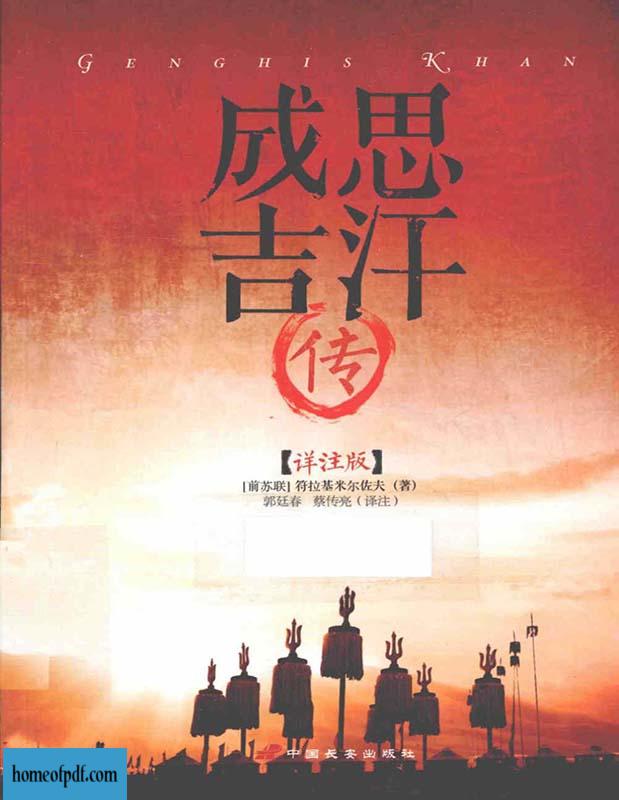 GENGHIS KHAN
成思
吉汗
传
【详注版】
[前苏联] 符拉基米尔佐夫（著）
郭廷春 蔡传亮（译注）
中国长安出版社
homeofpdf.com